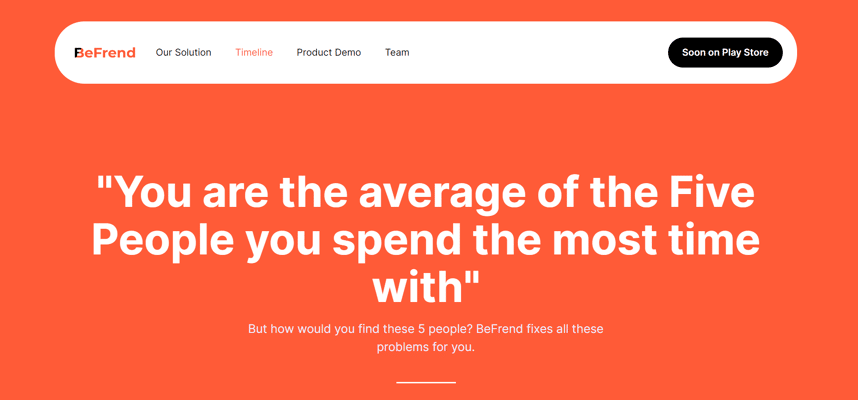 BeFrend
Our Solution
Timeline
Product Demo
Team
Soon on Play Store
"You are the average of the Five
People you spend the most time
with"
But how would you find these 5 people? BeFrend fixes all these
problems for you.